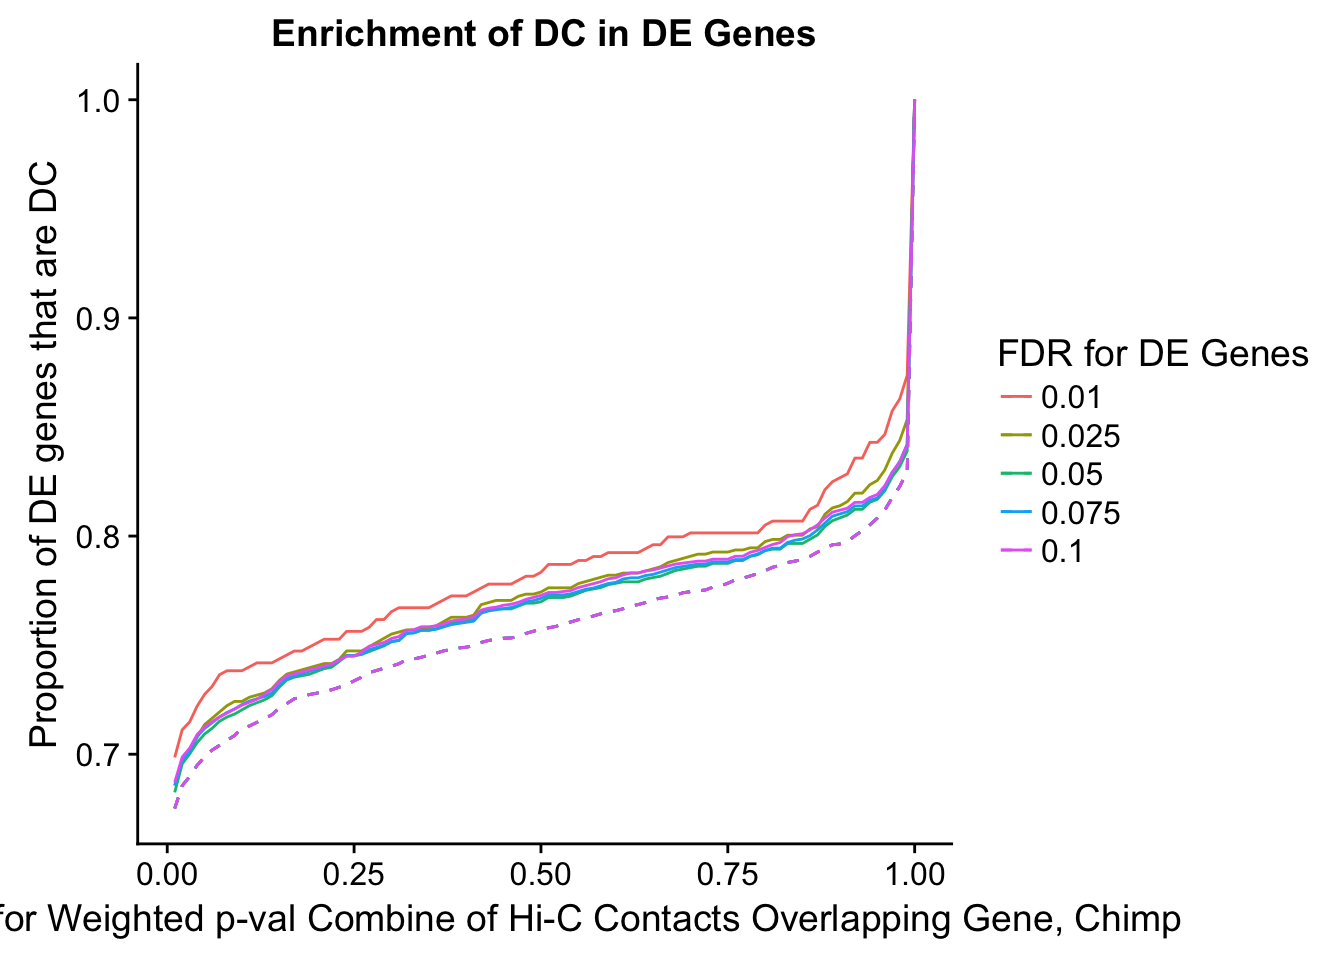 Enrichment of DC in DE Genes
Proportion of DE genes that are DC
1.0
0.9
0.8
0.7
0.00 0.25 0.50 0.75 1.00
for Weighted p-val Combine of Hi-C Contacts Overlapping Gene, Chimp
FDR for DE Genes
0.01
0.025
0.05
0.075
0.1